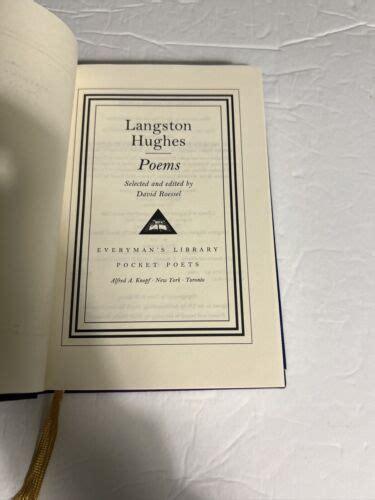 Langston
Hughes
Poems
Selected and edited by
David Roessel
EVERYMAN'S LIBRARY
POCKET POETS
Alfred A. Knopf · New York · Toronto